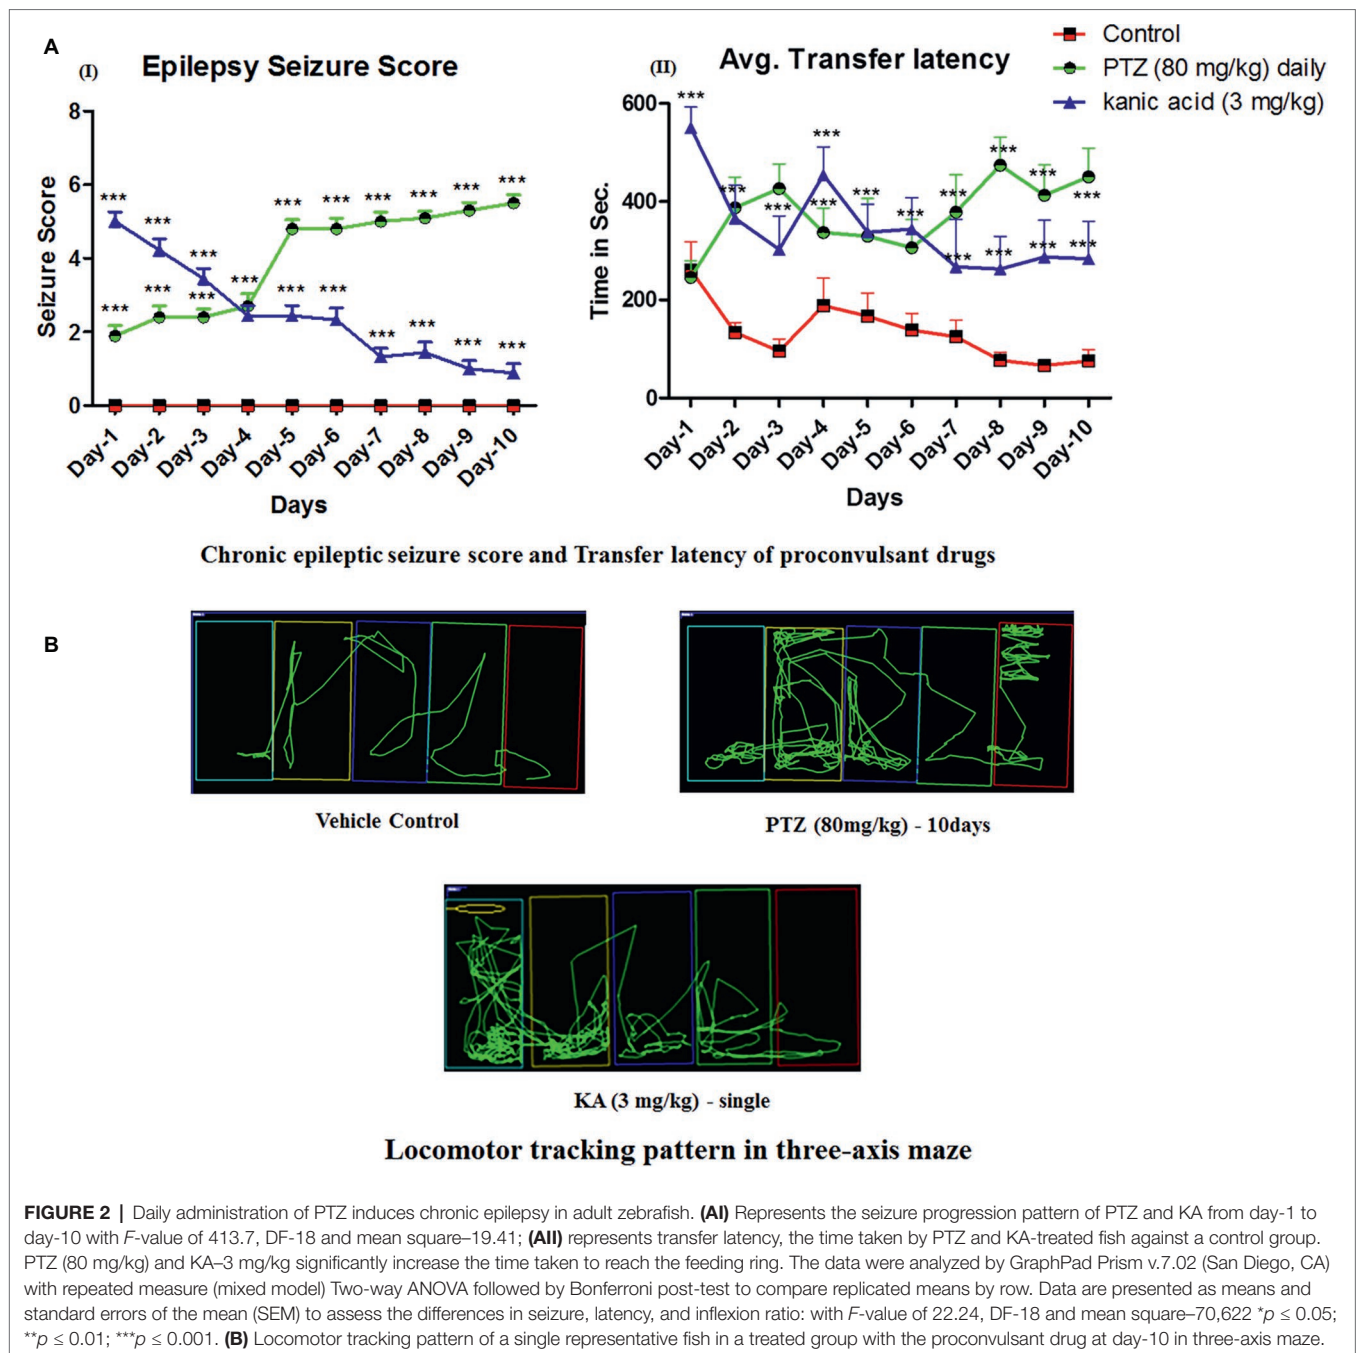 A
(I) Epilepsy Seizure Score
8
6
4
2
0
Seizure Score
*** *** *** *** *** *** *** *** *** ***
*** *** *** *** *** *** *** ***
Day-1 Day-2 Day-3 Day-4 Day-5 Day-6 Day-7 Day-8 Day-9 Day-10
Days
(II) Avg. Transfer latency
Control
PTZ (80 mg/kg) daily
kanic acid (3 mg/kg)
600
400
200
0
Time in Sec.
*** *** *** *** *** *** *** *** *** ***
*** *** *** *** *** ***
Day-1 Day-2 Day-3 Day-4 Day-5 Day-6 Day-7 Day-8 Day-9 Day-10
Days
Chronic epileptic seizure score and Transfer latency of proconvulsant drugs
B
Vehicle Control
PTZ (80mg/kg) - 10days
KA (3 mg/kg) - single
Locomotor tracking pattern in three-axis maze
FIGURE 2 | Daily administration of PTZ induces chronic epilepsy in adult zebrafish. (AI) Represents the seizure progression pattern of PTZ and KA from day-1 to
day-10 with F-value of 413.7, DF-18 and mean square–19.41; (AII) represents transfer latency, the time taken by PTZ and KA-treated fish against a control group.
PTZ (80 mg/kg) and KA–3 mg/kg significantly increase the time taken to reach the feeding ring. The data were analyzed by GraphPad Prism v.7.02 (San Diego, CA)
with repeated measure (mixed model) Two-way ANOVA followed by Bonferroni post-test to compare replicated means by row. Data are presented as means and
standard errors of the mean (SEM) to assess the differences in seizure, latency, and inflexion ratio: with F-value of 22.24, DF-18 and mean square–70,622 *p ≤ 0.05;
**p ≤ 0.01; ***p ≤ 0.001. (B) Locomotor tracking pattern of a single representative fish in a treated group with the proconvulsant drug at day-10 in three-axis maze.